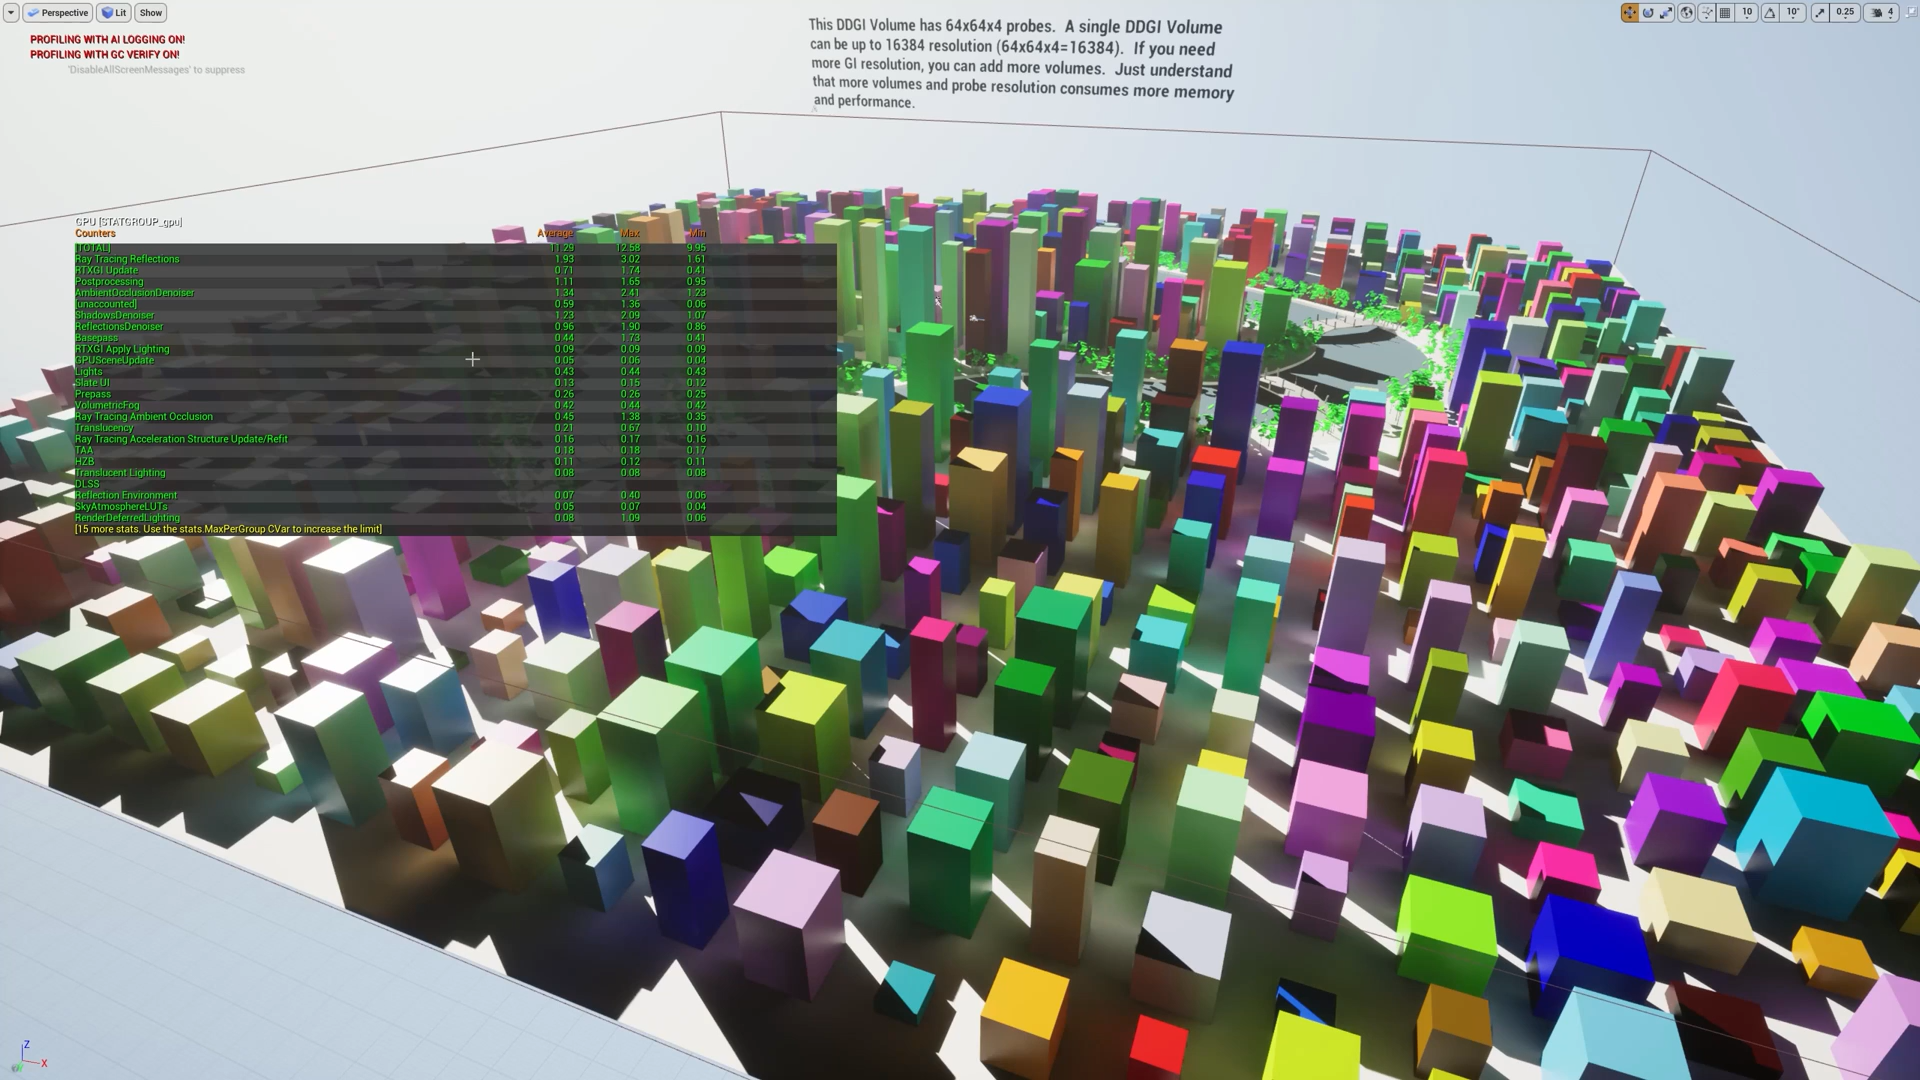 Perspective Lit Show
10 10° 0.25 4
PROFILING WITH AI LOGGING ON!
PROFILING WITH GC VERIFY ON!
'DisableAllScreenMessages' to suppress
This DDGI Volume has 64x64x4 probes. A single DDGI Volume
can be up to 16384 resolution (64x64x4=16384). If you need
more GI resolution, you can add more volumes. Just understand
that more volumes and probe resolution consumes more memory
and performance.
GPU [STATGROUP_gpu]
Counters Average Max Min
[TOTAL] 11.29 12.58 9.95
Ray Tracing Reflections 1.93 3.02 1.61
RTXGI Update 0.71 1.74 0.41
Postprocessing 1.11 1.65 0.95
AmbientOcclusionDenoiser 1.34 2.41 1.23
[unaccounted] 0.59 1.36 0.06
ShadowsDenoiser 1.23 2.09 1.07
ReflectionsDenoiser 0.96 1.90 0.86
Basepass 0.44 1.73 0.41
RTXGI Apply Lighting 0.09 0.09 0.09
GPUSceneUpdate 0.05 0.06 0.04
Lights 0.43 0.44 0.43
Slate UI 0.13 0.15 0.12
Prepass 0.26 0.26 0.25
VolumetricFog 0.42 0.44 0.42
Ray Tracing Ambient Occlusion 0.45 1.38 0.35
Translucency 0.21 0.67 0.10
Ray Tracing Acceleration Structure Update/Refit 0.16 0.17 0.16
TAA 0.18 0.18 0.17
HZB 0.11 0.12 0.11
Translucent Lighting 0.08 0.08 0.08
DLSS
Reflection Environment 0.07 0.40 0.06
SkyAtmosphereLUTs 0.05 0.07 0.04
RenderDeferredLighting 0.08 1.09 0.06
[15 more stats. Use the stats.MaxPerGroup CVar to increase the limit]
Z
X